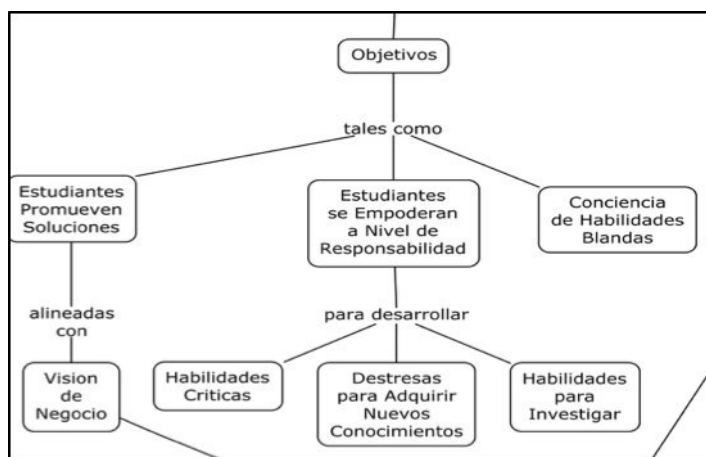 Objetivos
tales como
Estudiantes
Promueven
Soluciones
Estudiantes
se Empoderan
a Nivel de
Responsabilidad
Conciencia
de Habilidades
Blandas
alineadas
con
para desarrollar
Vision
de
Negocio
Habilidades
Criticas
Destresas
para Adquirir
Nuevos
Conocimientos
Habilidades
para
Investigar